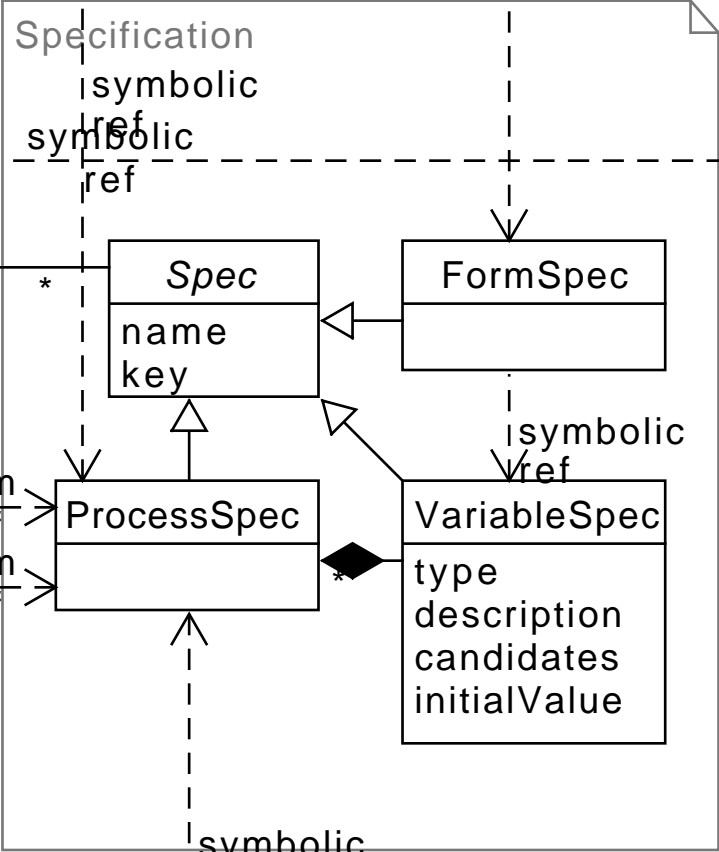 Specification
symbolic
ref
symbolic
ref
*
Spec
FormSpec
name
key
symbolic
ref
m
ProcessSpec
VariableSpec
m
*
type
description
candidates
initialValue
symbolic